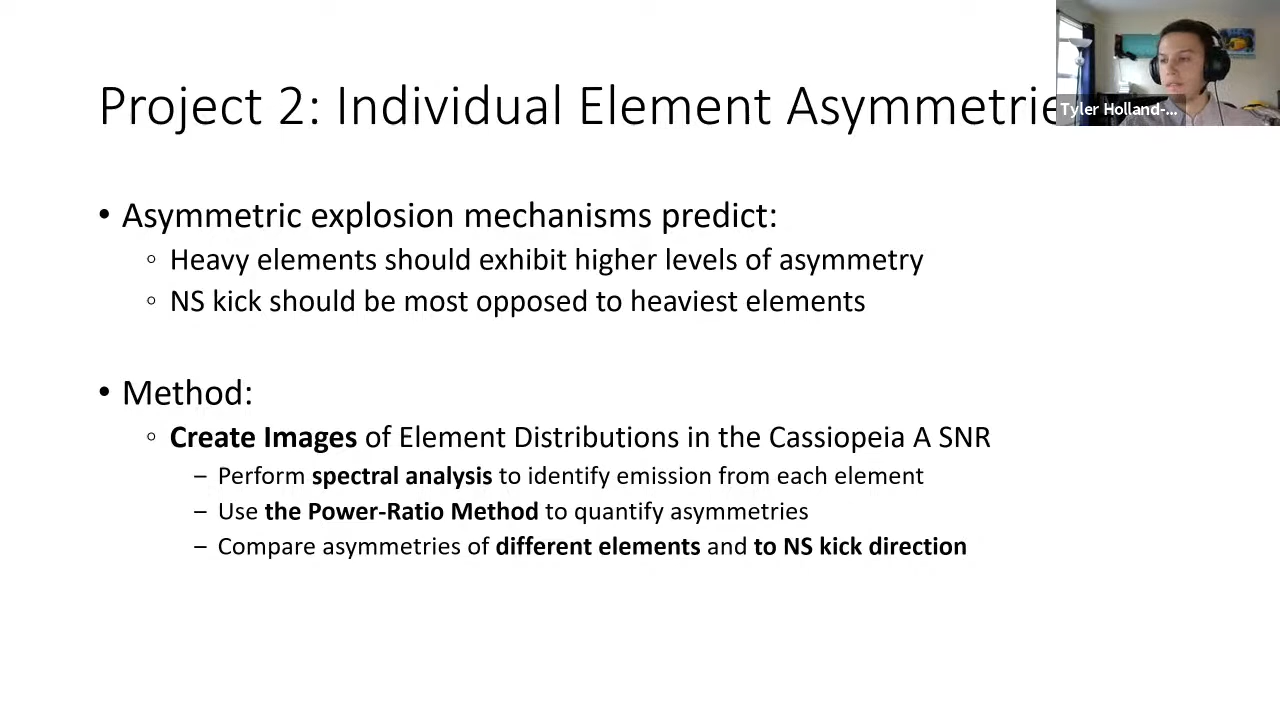 Project 2: Individual Element Asymmetrie
Tyler Holland-...
• Asymmetric explosion mechanisms predict:
◦ Heavy elements should exhibit higher levels of asymmetry
◦ NS kick should be most opposed to heaviest elements
• Method:
◦ Create Images of Element Distributions in the Cassiopeia A SNR
– Perform spectral analysis to identify emission from each element
– Use the Power-Ratio Method to quantify asymmetries
– Compare asymmetries of different elements and to NS kick direction